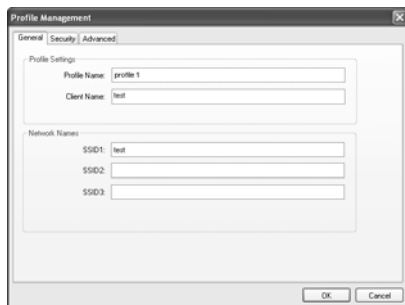 Profile Management
General Security Advanced
Profile Settings
Profile Name: profile 1
Client Name: test
Network Names
SSID1: test
SSID2:
SSID3:
OK Cancel